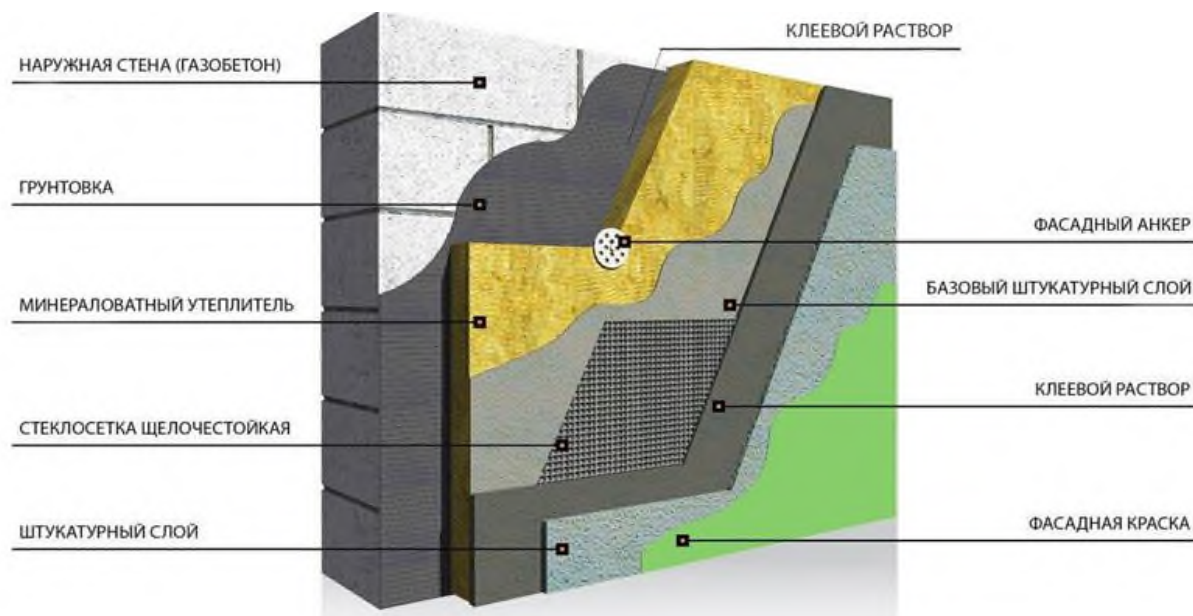 КЛЕЕВОЙ РАСТВОР
НАРУЖНАЯ СТЕНА (ГАЗОБЕТОН)
ГРУНТОВКА
ФАСАДНЫЙ АНКЕР
БАЗОВЫЙ ШТУКАТУРНЫЙ СЛОЙ
МИНЕРАЛОВАТНЫЙ УТЕПЛИТЕЛЬ
КЛЕЕВОЙ РАСТВОР
СТЕКЛОСЕТКА ЩЕЛОЧЕСТОЙКАЯ
ФАСАДНАЯ КРАСКА
ШТУКАТУРНЫЙ СЛОЙ